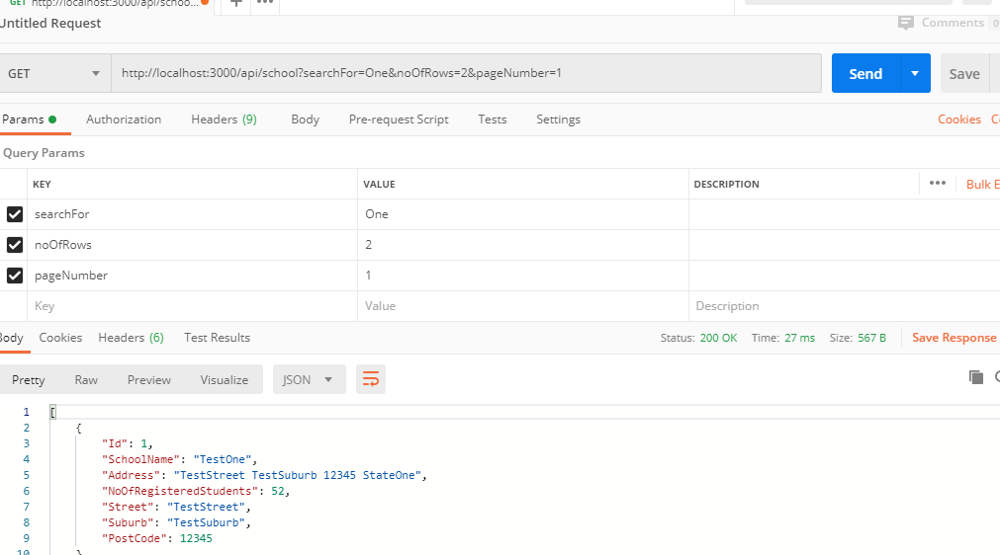 GET http://localhost:3000/api/schoo...
Untitled Request
Comments 0
GET http://localhost:3000/api/school?searchFor=One&noOfRows=2&pageNumber=1 Send Save
Params Authorization Headers (9) Body Pre-request Script Tests Settings Cookies
Query Params
KEY VALUE DESCRIPTION ••• Bulk E
searchFor One
noOfRows 2
pageNumber 1
Key Value Description
Body Cookies Headers (6) Test Results Status: 200 OK Time: 27 ms Size: 567 B Save Response
Pretty Raw Preview Visualize JSON
1 [
2 {
3 "Id": 1,
4 "SchoolName": "TestOne",
5 "Address": "TestStreet TestSuburb 12345 StateOne",
6 "NoOfRegisteredStudents": 52,
7 "Street": "TestStreet",
8 "Suburb": "TestSuburb",
9 "PostCode": 12345
10 }